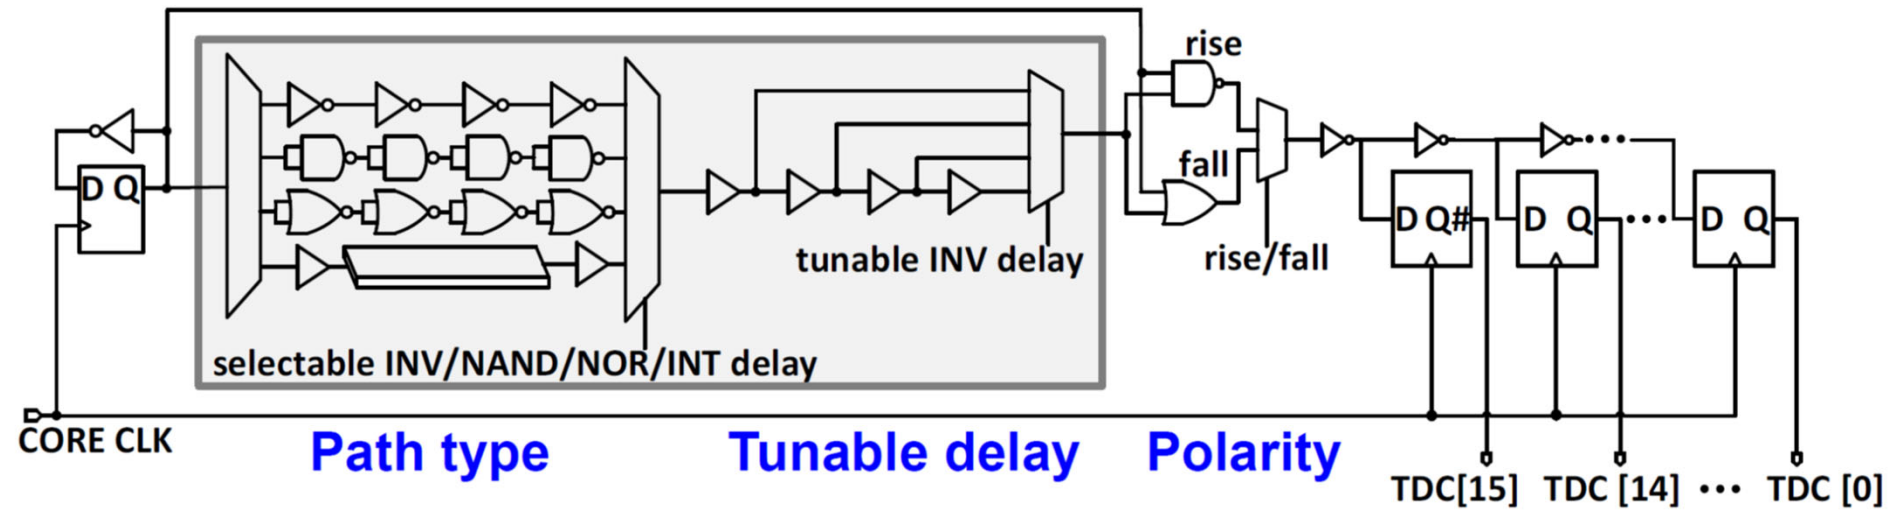 rise
fall
D Q
tunable INV delay
rise/fall
D Q#
D Q
D Q
selectable INV/NAND/NOR/INT delay
CORE CLK
Path type
Tunable delay
Polarity
TDC[15] TDC [14] ••• TDC [0]